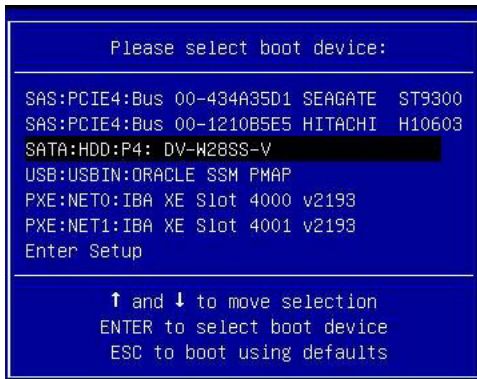 Please select boot device:
SAS:PCIE4:Bus 00-434A35D1 SEAGATE ST9300
SAS:PCIE4:Bus 00-1210B5E5 HITACHI H10603
SATA:HDD:P4: DV-W28SS-V
USB:USBIN:ORACLE SSM PMAP
PXE:NET0:IBA XE Slot 4000 v2193
PXE:NET1:IBA XE Slot 4001 v2193
Enter Setup
↑ and ↓ to move selection
ENTER to select boot device
ESC to boot using defaults